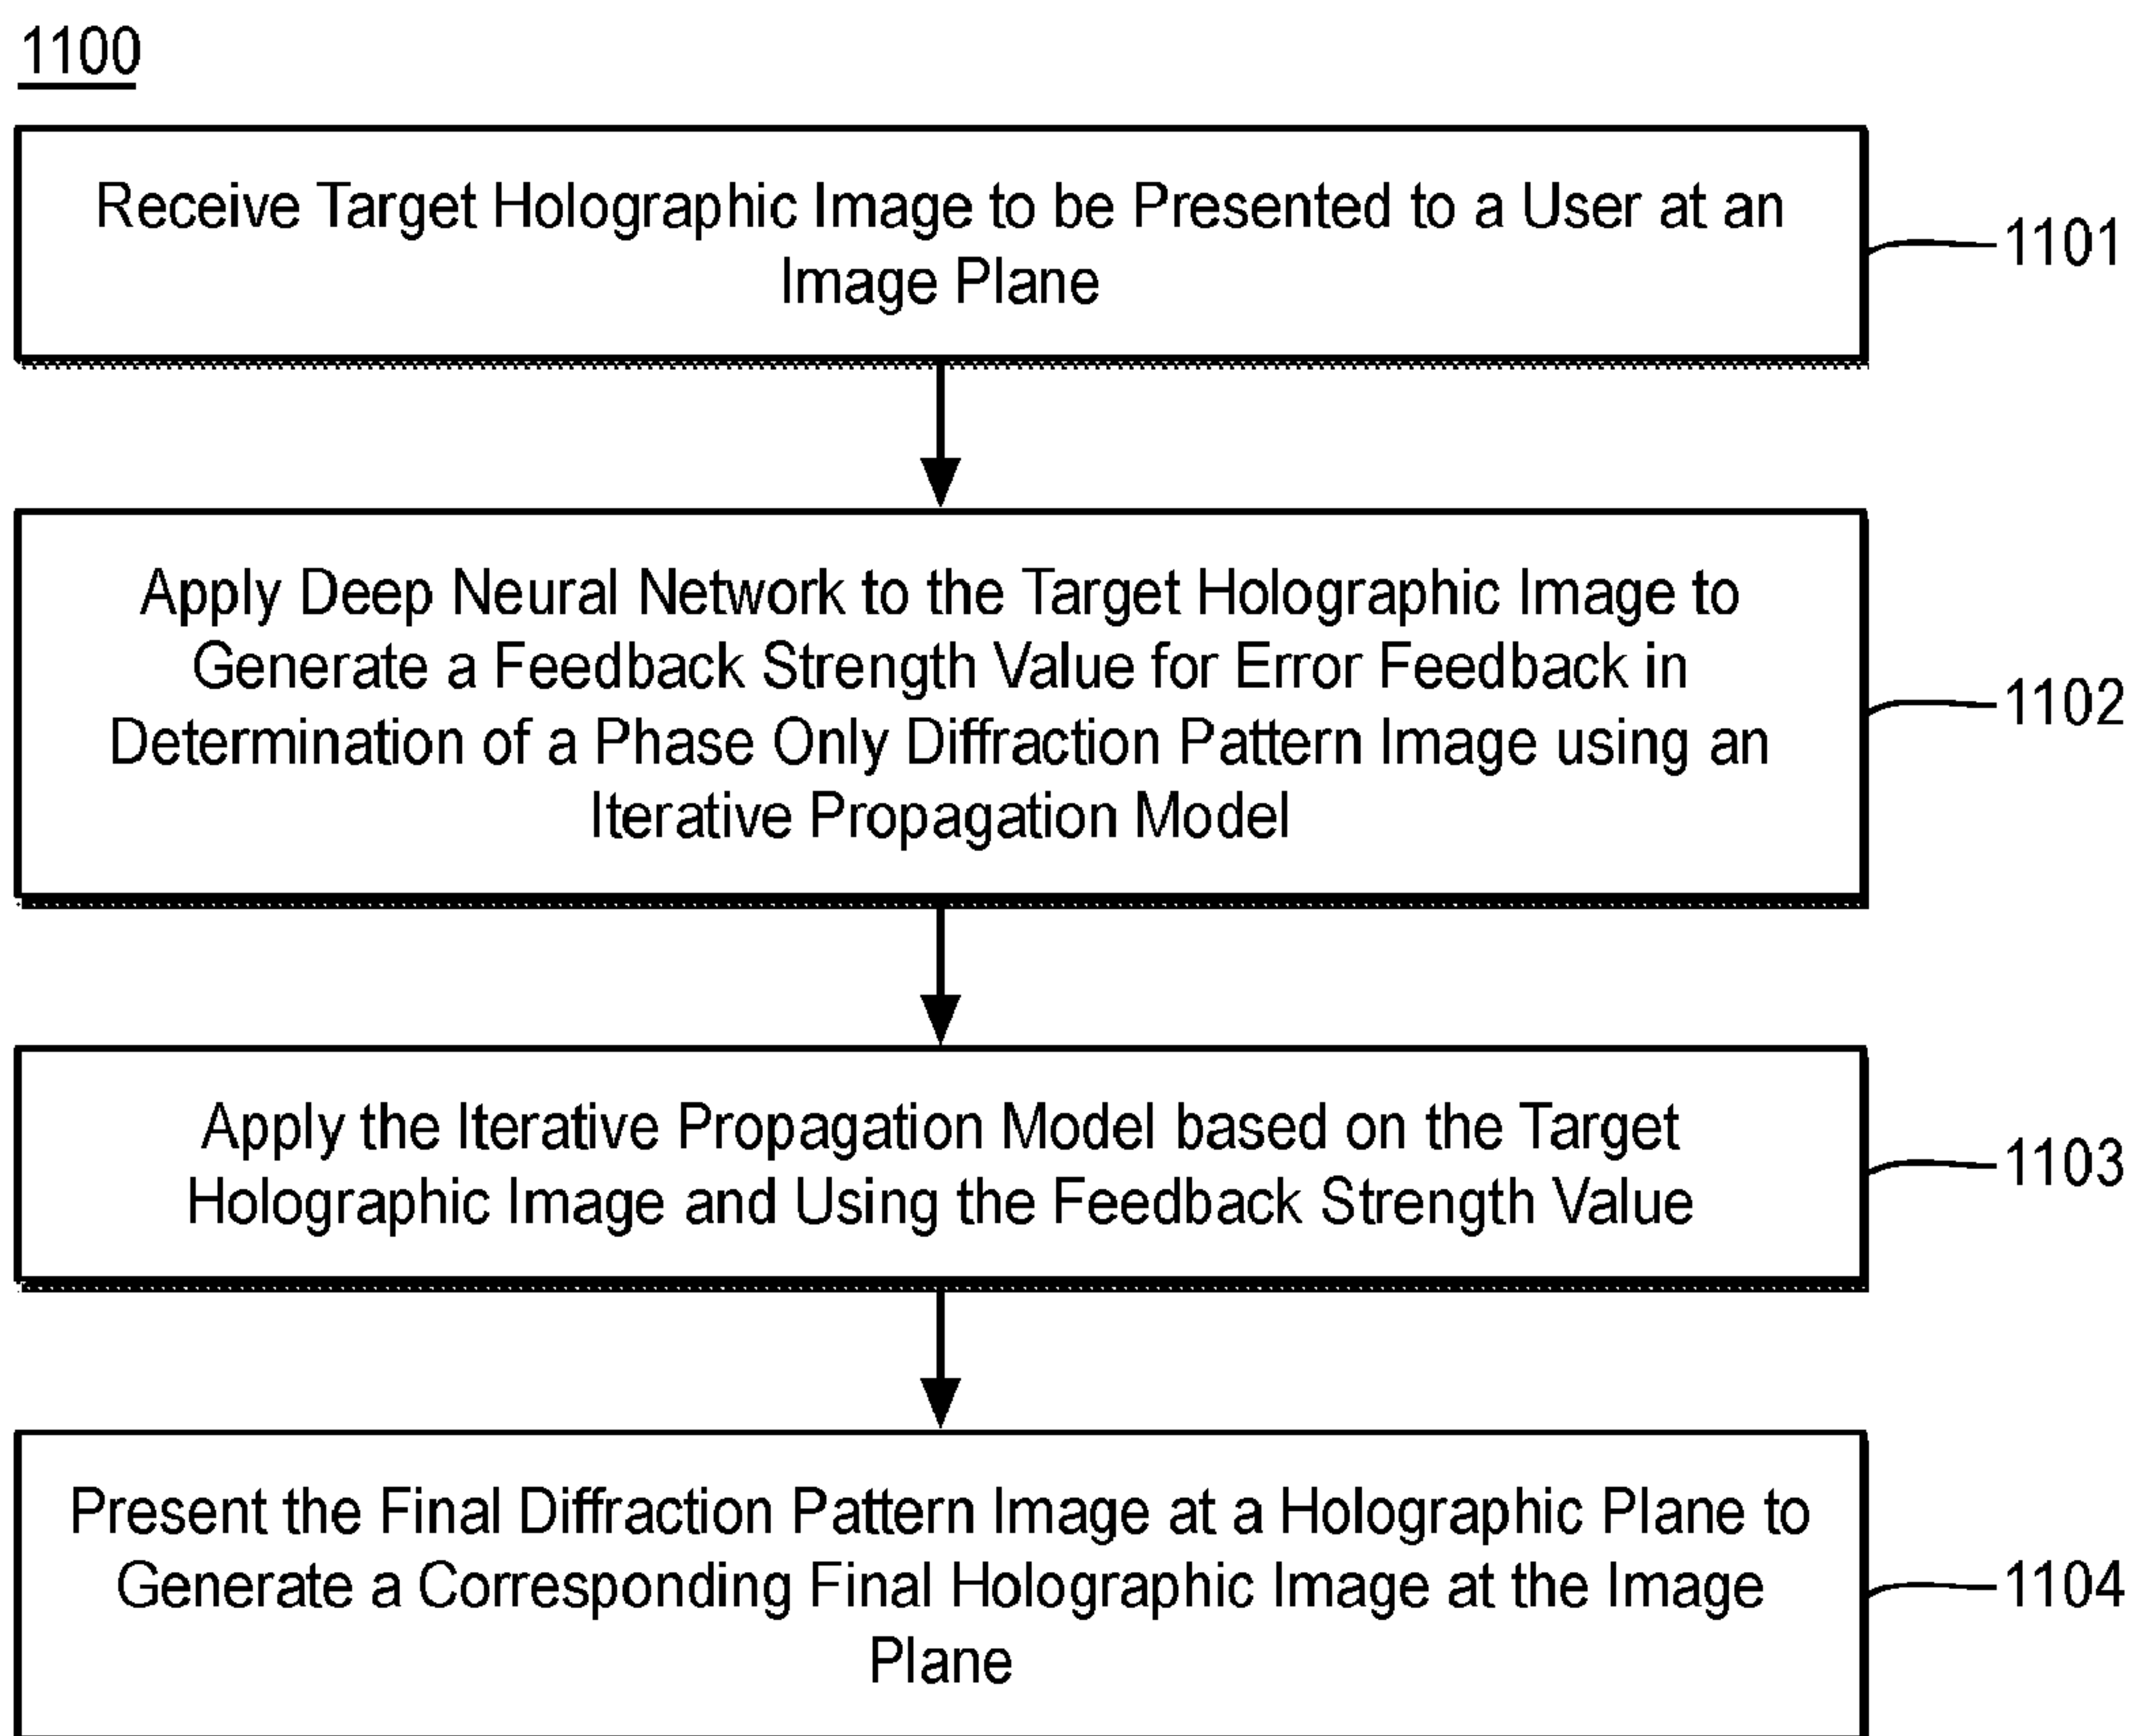 1100
Receive Target Holographic Image to be Presented to a User at an
Image Plane
1101
Apply Deep Neural Network to the Target Holographic Image to
Generate a Feedback Strength Value for Error Feedback in
Determination of a Phase Only Diffraction Pattern Image using an
Iterative Propagation Model
1102
Apply the Iterative Propagation Model based on the Target
Holographic Image and Using the Feedback Strength Value
1103
Present the Final Diffraction Pattern Image at a Holographic Plane to
Generate a Corresponding Final Holographic Image at the Image
Plane
1104